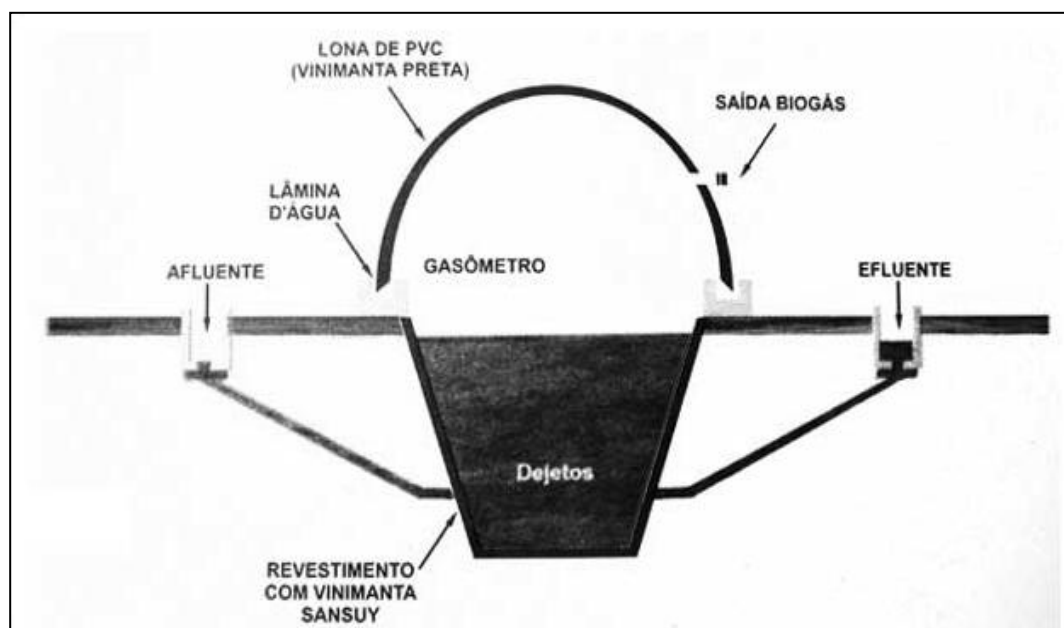 LONA DE PVC
(VINIMANTA PRETA)
SAÍDA BIOGÁS
LÂMINA
D'ÁGUA
GASÔMETRO
AFLUENTE
EFLUENTE
Dejetos
REVESTIMENTO
COM VINIMANTA
SANSUY